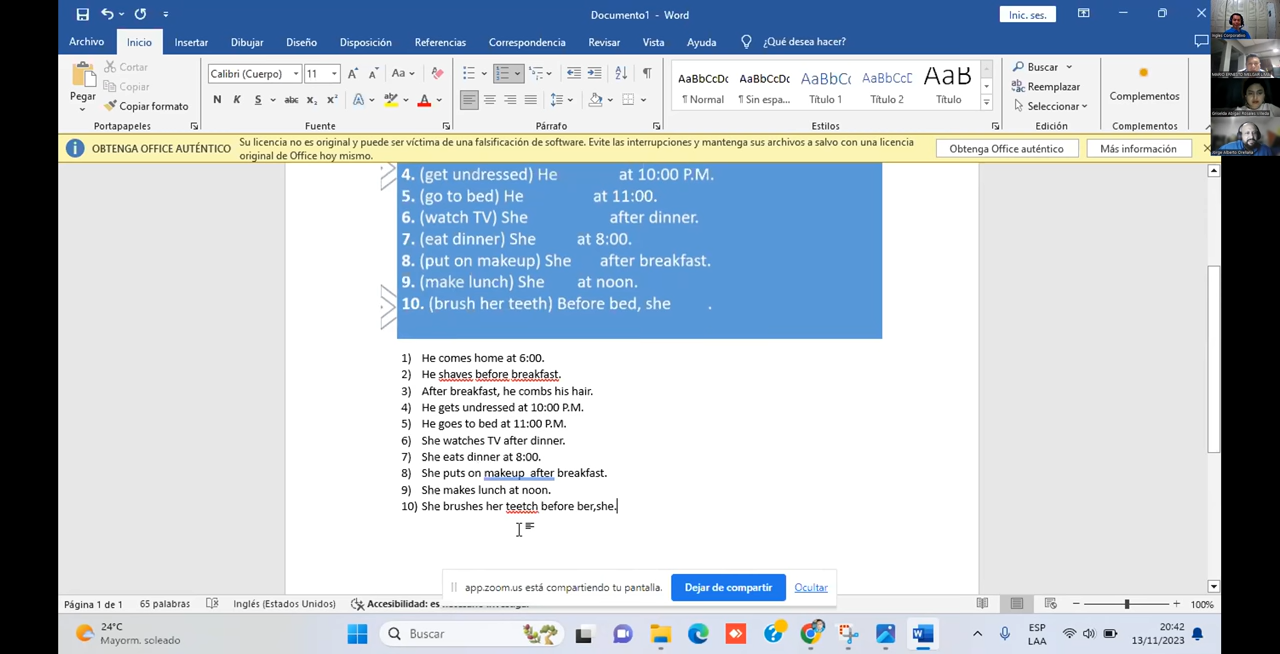 Documento1 - Word
Inic. ses.
Archivo Inicio Insertar Dibujar Diseño Disposición Referencias Correspondencia Revisar Vista Ayuda ¿Qué desea hacer?
Pegar
Cortar
Copiar
Copiar formato
Portapapeles
Calibri (Cuerpo) 11
Fuente
Párrafo
AaBbCcDc AaBbCcDc AaBbCc AaBbCcD AaB
¶ Normal ¶ Sin espa... Título 1 Título 2 Título
Estilos
Buscar
Reemplazar
Seleccionar
Edición
Complementos
Complementos
OBTENGA OFFICE AUTÉNTICO Su licencia no es original y puede ser víctima de una falsificación de software. Evite las interrupciones y mantenga sus archivos a salvo con una licencia
original de Office hoy mismo.
Obtenga Office auténtico Más información
4. (get undressed) He at 10:00 P.M.
5. (go to bed) He at 11:00.
6. (watch TV) She after dinner.
7. (eat dinner) She at 8:00.
8. (put on makeup) She after breakfast.
9. (make lunch) She at noon.
10. (brush her teeth) Before bed, she .
1) He comes home at 6:00.
2) He shaves before breakfast.
3) After breakfast, he combs his hair.
4) He gets undressed at 10:00 P.M.
5) He goes to bed at 11:00 P.M.
6) She watches TV after dinner.
7) She eats dinner at 8:00.
8) She puts on makeup after breakfast.
9) She makes lunch at noon.
10) She brushes her teetch before ber,she.
app.zoom.us está compartiendo tu pantalla. Dejar de compartir Ocultar
Página 1 de 1 65 palabras Inglés (Estados Unidos) Accesibilidad: es 100%
24°C
Mayorm. soleado
Buscar
ESP
LAA
20:42
13/11/2023